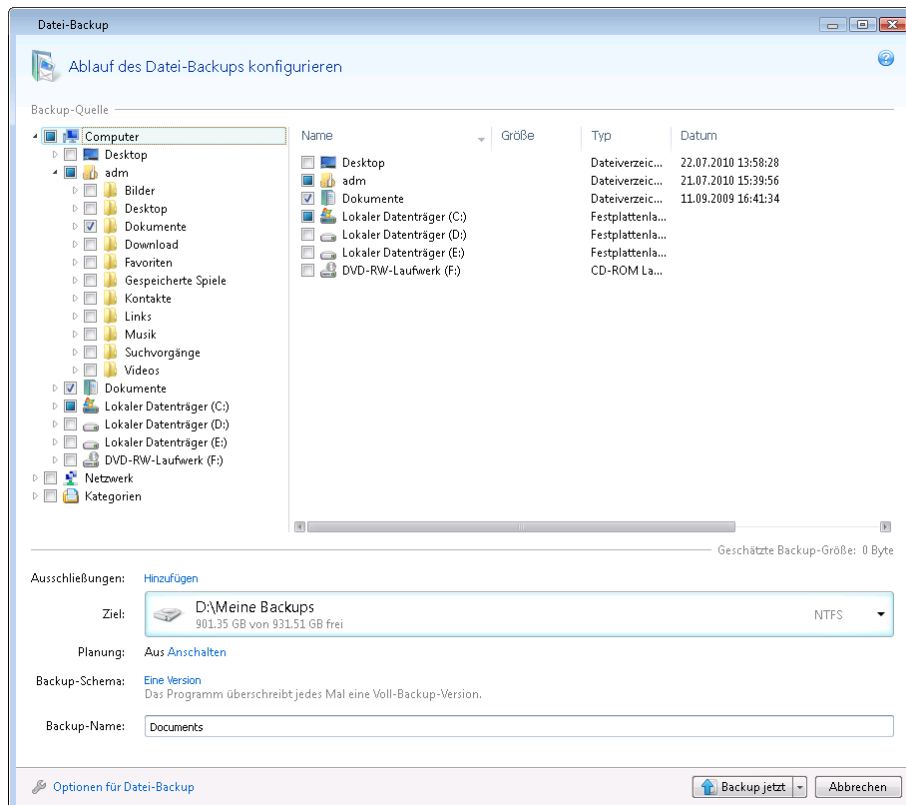 Datei-Backup
Ablauf des Datei-Backups konfigurieren
Backup-Quelle
Computer
Desktop
adm
Bilder
Desktop
Dokumente
Download
Favoriten
Gespeicherte Spiele
Kontakte
Links
Musik
Suchvorgänge
Videos
Dokumente
Lokaler Datenträger (C:)
Lokaler Datenträger (D:)
Lokaler Datenträger (E:)
DVD-RW-Laufwerk (F:)
Netzwerk
Kategorien
Name Größe Typ Datum
Desktop Dateiverzeic... 22.07.2010 13:58:28
adm Dateiverzeic... 21.07.2010 15:39:56
Dokumente Dateiverzeic... 11.09.2009 16:41:34
Lokaler Datenträger (C:) Festplattenla...
Lokaler Datenträger (D:) Festplattenla...
Lokaler Datenträger (E:) Festplattenla...
DVD-RW-Laufwerk (F:) CD-ROM La...
Geschätzte Backup-Größe: 0 Byte
Ausschließungen: Hinzufügen
Ziel: D:\Meine Backups NTFS
901.35 GB von 931.51 GB frei
Planung: Aus Anschalten
Backup-Schema: Eine Version
Das Programm überschreibt jedes Mal eine Voll-Backup-Version.
Backup-Name: Documents
Optionen für Datei-Backup Backup jetzt Abbrechen